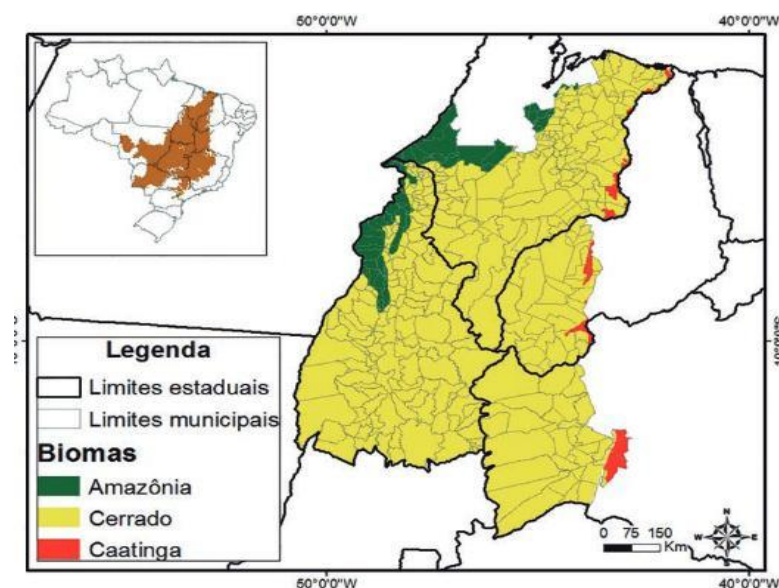 50°0'0"W
40°0'0"W
Legenda
Limites estaduais
Limites municipais
Biomas
Amazônia
Cerrado
Caatinga
N
W
E
S
0 75 150
Km
50°0'0"W
40°0'0"W